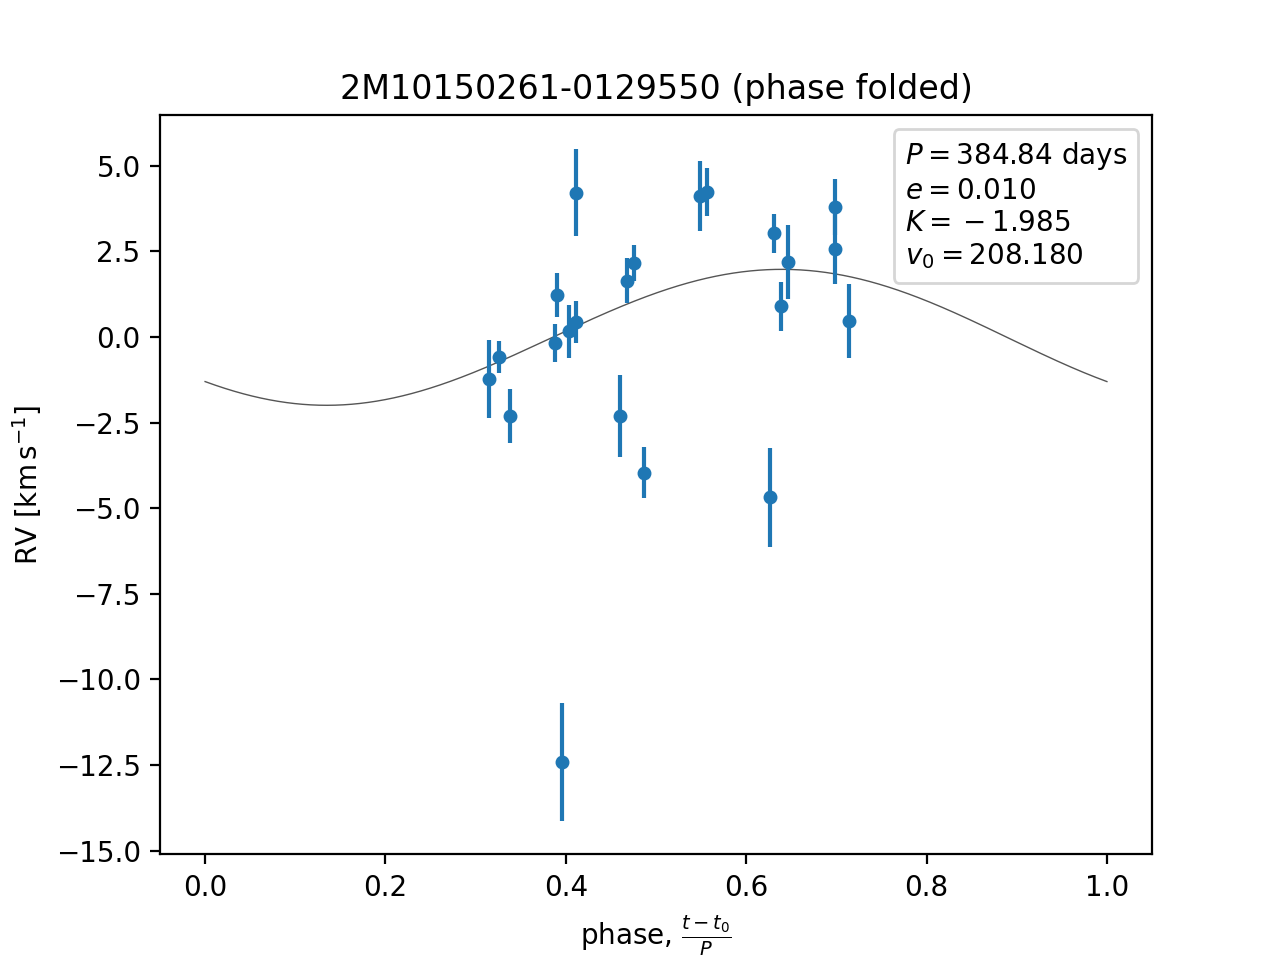 2M10150261-0129550 (phase folded)
P = 384.84 days
e = 0.010
K = −1.985
v₀ = 208.180
RV [km s⁻¹]
5.0
2.5
0.0
−2.5
−5.0
−7.5
−10.0
−12.5
−15.0
0.0 0.2 0.4 0.6 0.8 1.0
phase, (t − t₀)/P